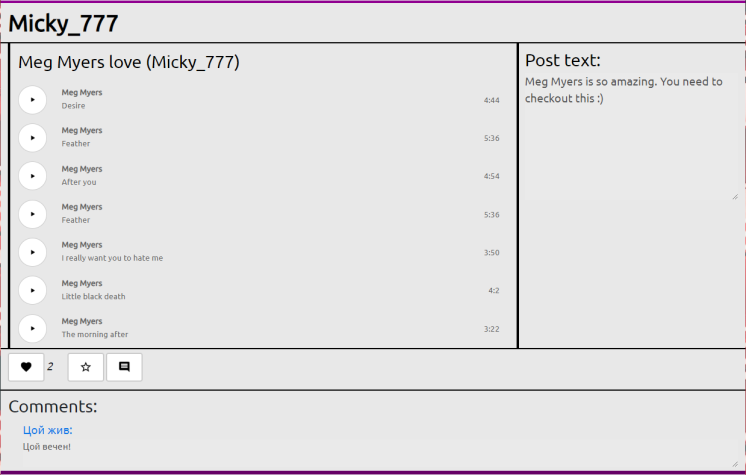 Micky_777
Meg Myers love (Micky_777)
Meg Myers
Desire
4:44
Meg Myers
Feather
5:36
Meg Myers
After you
4:54
Meg Myers
Feather
5:36
Meg Myers
I really want you to hate me
3:50
Meg Myers
Little black death
4:2
Meg Myers
The morning after
3:22
Post text:
Meg Myers is so amazing. You need to
checkout this :)
2
Comments:
Цой жив:
Цой вечен!